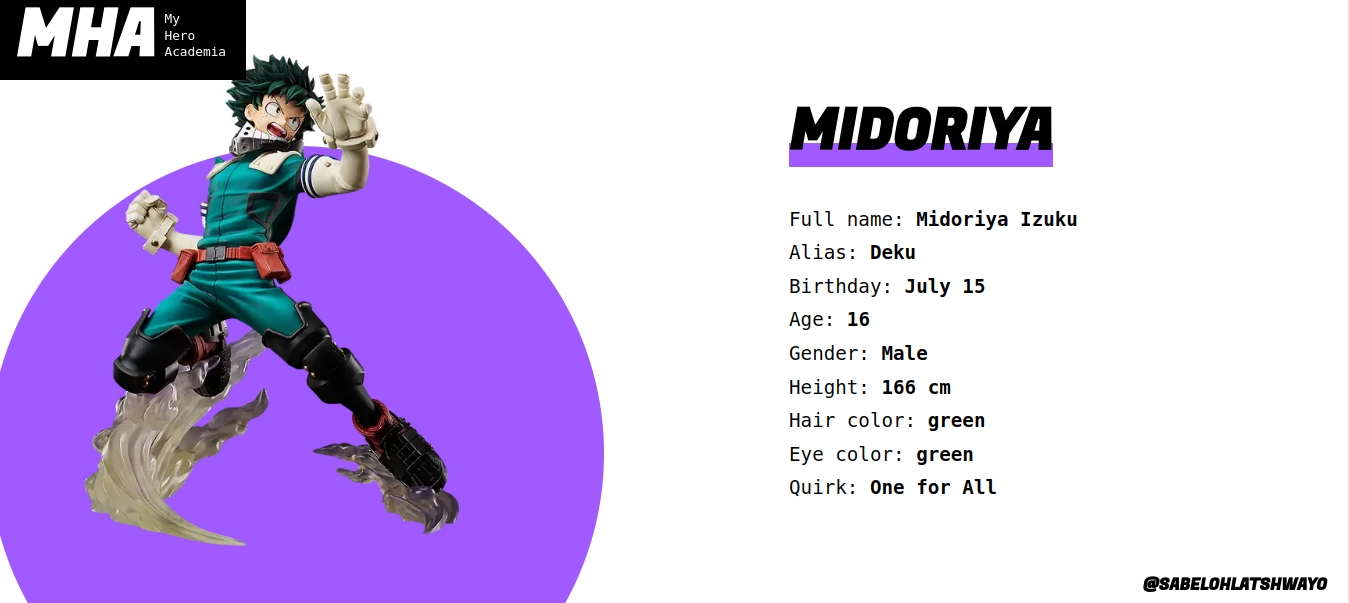 MHA
My
Hero
Academia
MIDORIYA
Full name: Midoriya Izuku
Alias: Deku
Birthday: July 15
Age: 16
Gender: Male
Height: 166 cm
Hair color: green
Eye color: green
Quirk: One for All
@SABELOHLATSHWAYO